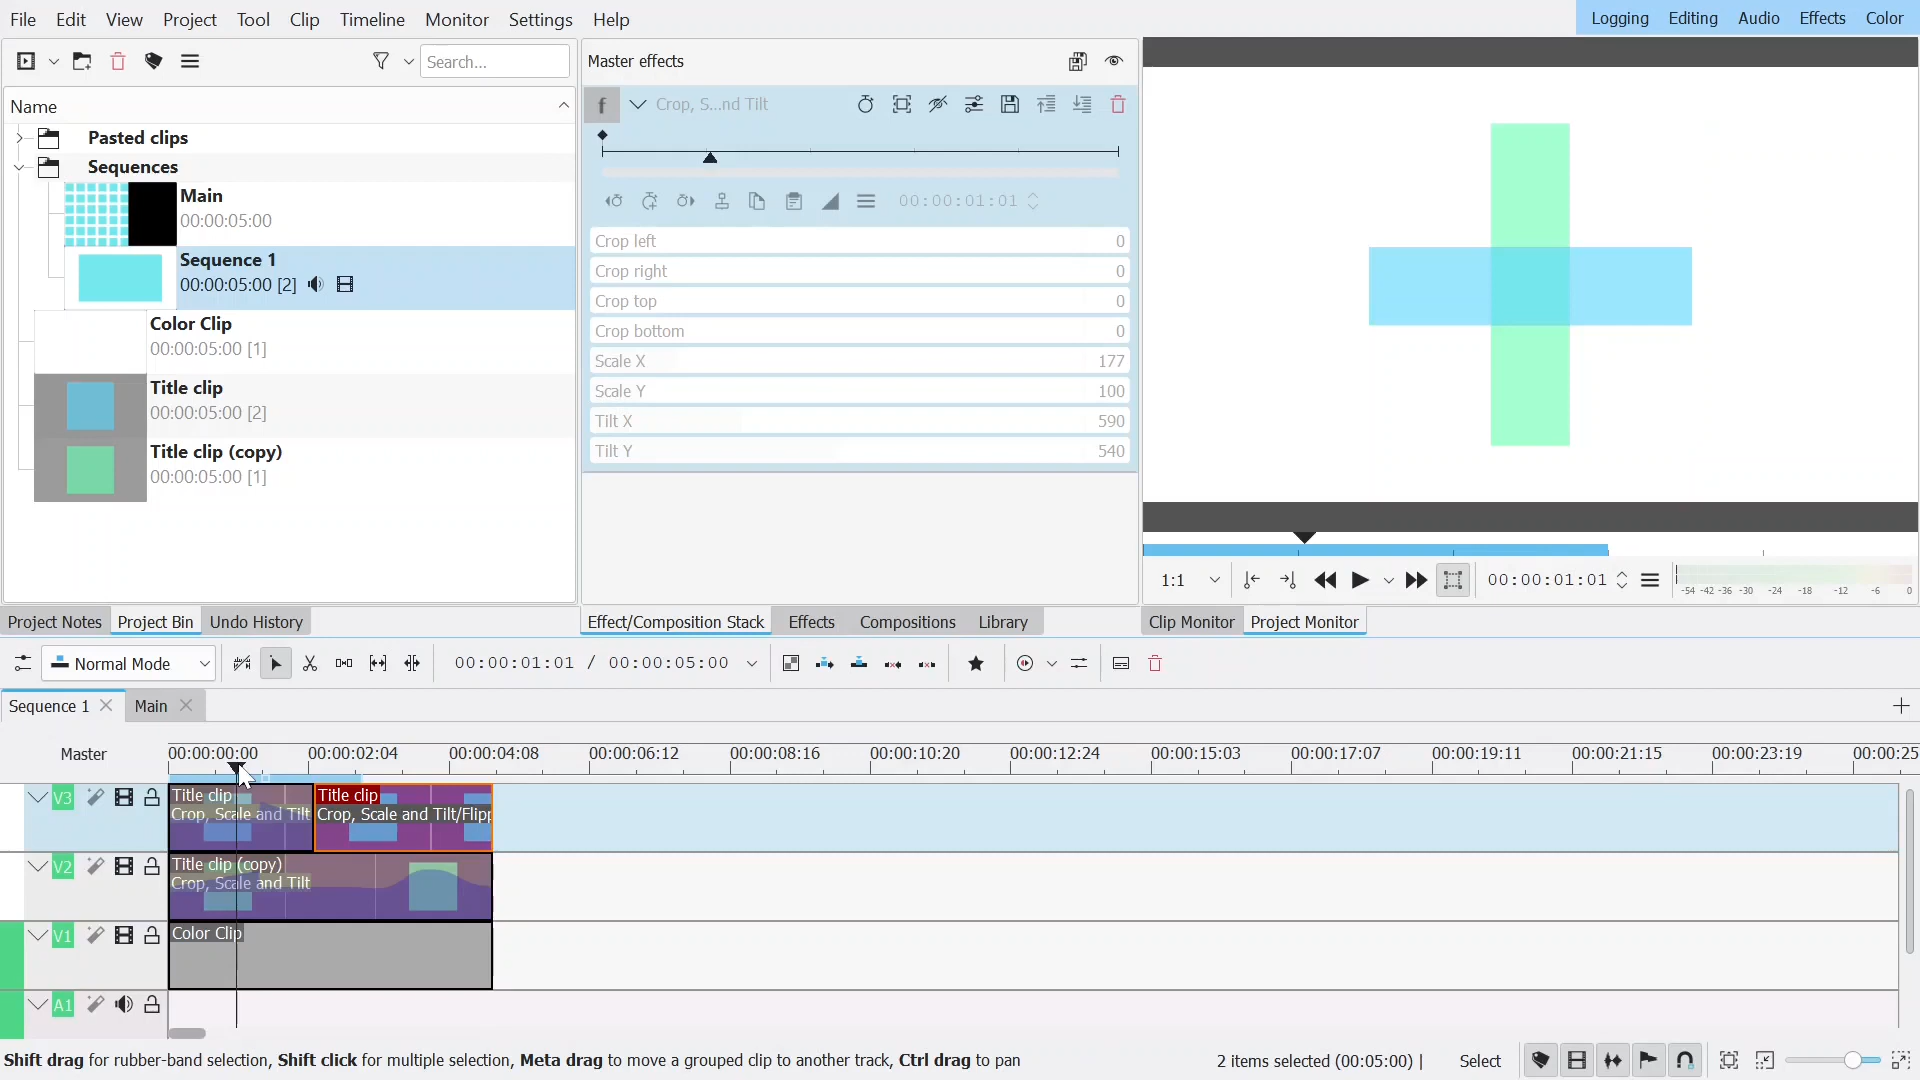 File Edit View Project Tool Clip Timeline Monitor Settings Help
Logging Editing Audio Effects Color
Search...
Name
Pasted clips
Sequences
Main
00:00:05:00
Sequence 1
00:00:05:00 [2]
Color Clip
00:00:05:00 [1]
Title clip
00:00:05:00 [2]
Title clip (copy)
00:00:05:00 [1]
Project Notes Project Bin Undo History
Master effects
f Crop, S...nd Tilt
00:00:01:01
Crop left 0
Crop right 0
Crop top 0
Crop bottom 0
Scale X 177
Scale Y 100
Tilt X 590
Tilt Y 540
Effect/Composition Stack Effects Compositions Library
1:1 00:00:01:01
-54 -42 -36 -30 -24 -18 -12 -6 0
Clip Monitor Project Monitor
Normal Mode 00:00:01:01 / 00:00:05:00
Sequence 1 Main
Master 00:00:00:00 00:00:02:04 00:00:04:08 00:00:06:12 00:00:08:16 00:00:10:20 00:00:12:24 00:00:15:03 00:00:17:07 00:00:19:11 00:00:21:15 00:00:23:19 00:00:25
V3 Title clip Title clip
Crop, Scale and Tilt Crop, Scale and Tilt/Flipp
V2 Title clip (copy)
Crop, Scale and Tilt
V1 Color Clip
A1
Shift drag for rubber-band selection, Shift click for multiple selection, Meta drag to move a grouped clip to another track, Ctrl drag to pan 2 items selected (00:05:00) | Select